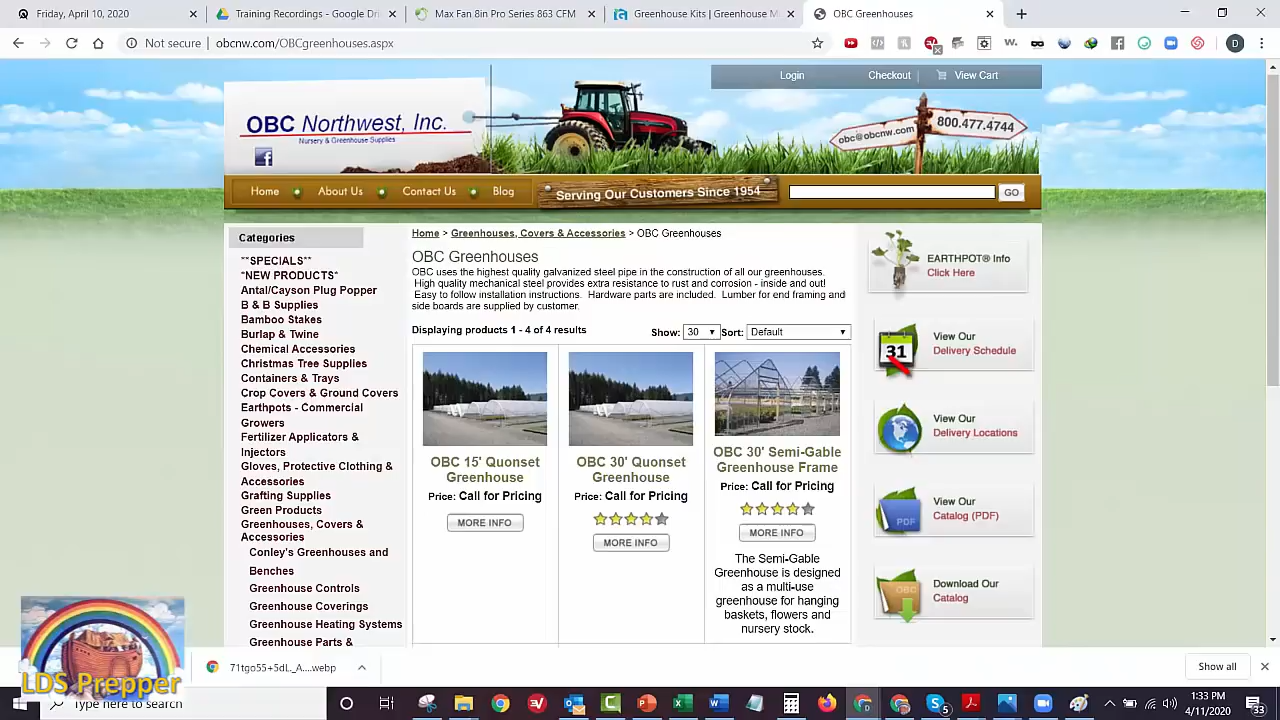 Friday, April 10, 2020
Training Recordings - Google Dri
Max Fan 8in Pro Series 863 CFM
Greenhouse Kits | Greenhouse M
OBC Greenhouses
Not secure
obcnw.com/OBCgreenhouses.aspx
Login
Checkout
View Cart
OBC Northwest, Inc.
Nursery & Greenhouse Supplies
obc@obcnw.com
800.477.4744
Home
About Us
Contact Us
Blog
Serving Our Customers Since 1954
GO
Categories
**SPECIALS**
*NEW PRODUCTS*
Antal/Cayson Plug Popper
B & B Supplies
Bamboo Stakes
Burlap & Twine
Chemical Accessories
Christmas Tree Supplies
Containers & Trays
Crop Covers & Ground Covers
Earthpots - Commercial
Growers
Fertilizer Applicators &
Injectors
Gloves, Protective Clothing &
Accessories
Grafting Supplies
Green Products
Greenhouses, Covers &
Accessories
Conley's Greenhouses and
Benches
Greenhouse Controls
Greenhouse Coverings
Greenhouse Heating Systems
Greenhouse Parts &
Home > Greenhouses, Covers & Accessories > OBC Greenhouses
OBC Greenhouses
OBC uses the highest quality galvanized steel pipe in the construction of all our greenhouses.
High quality mechanical steel provides extra resistance to rust and corrosion - inside and out!
Easy to follow installation instructions. Hardware parts are included. Lumber for end framing and
side boards are supplied by customer.
Displaying products 1 - 4 of 4 results
Show: 30
Sort: Default
OBC 15' Quonset
Greenhouse
Price: Call for Pricing
MORE INFO
OBC 30' Quonset
Greenhouse
Price: Call for Pricing
MORE INFO
OBC 30' Semi-Gable
Greenhouse Frame
Price: Call for Pricing
MORE INFO
The Semi-Gable
Greenhouse is designed
as a multi-use
greenhouse for hanging
baskets, flowers and
nursery stock.
EARTHPOT® Info
Click Here
31
View Our
Delivery Schedule
View Our
Delivery Locations
PDF
View Our
Catalog (PDF)
OBC
Download Our
Catalog
LDS Prepper
71tgo55+5dL._A....webp
Show all
Type here to search
1:33 PM
4/11/2020